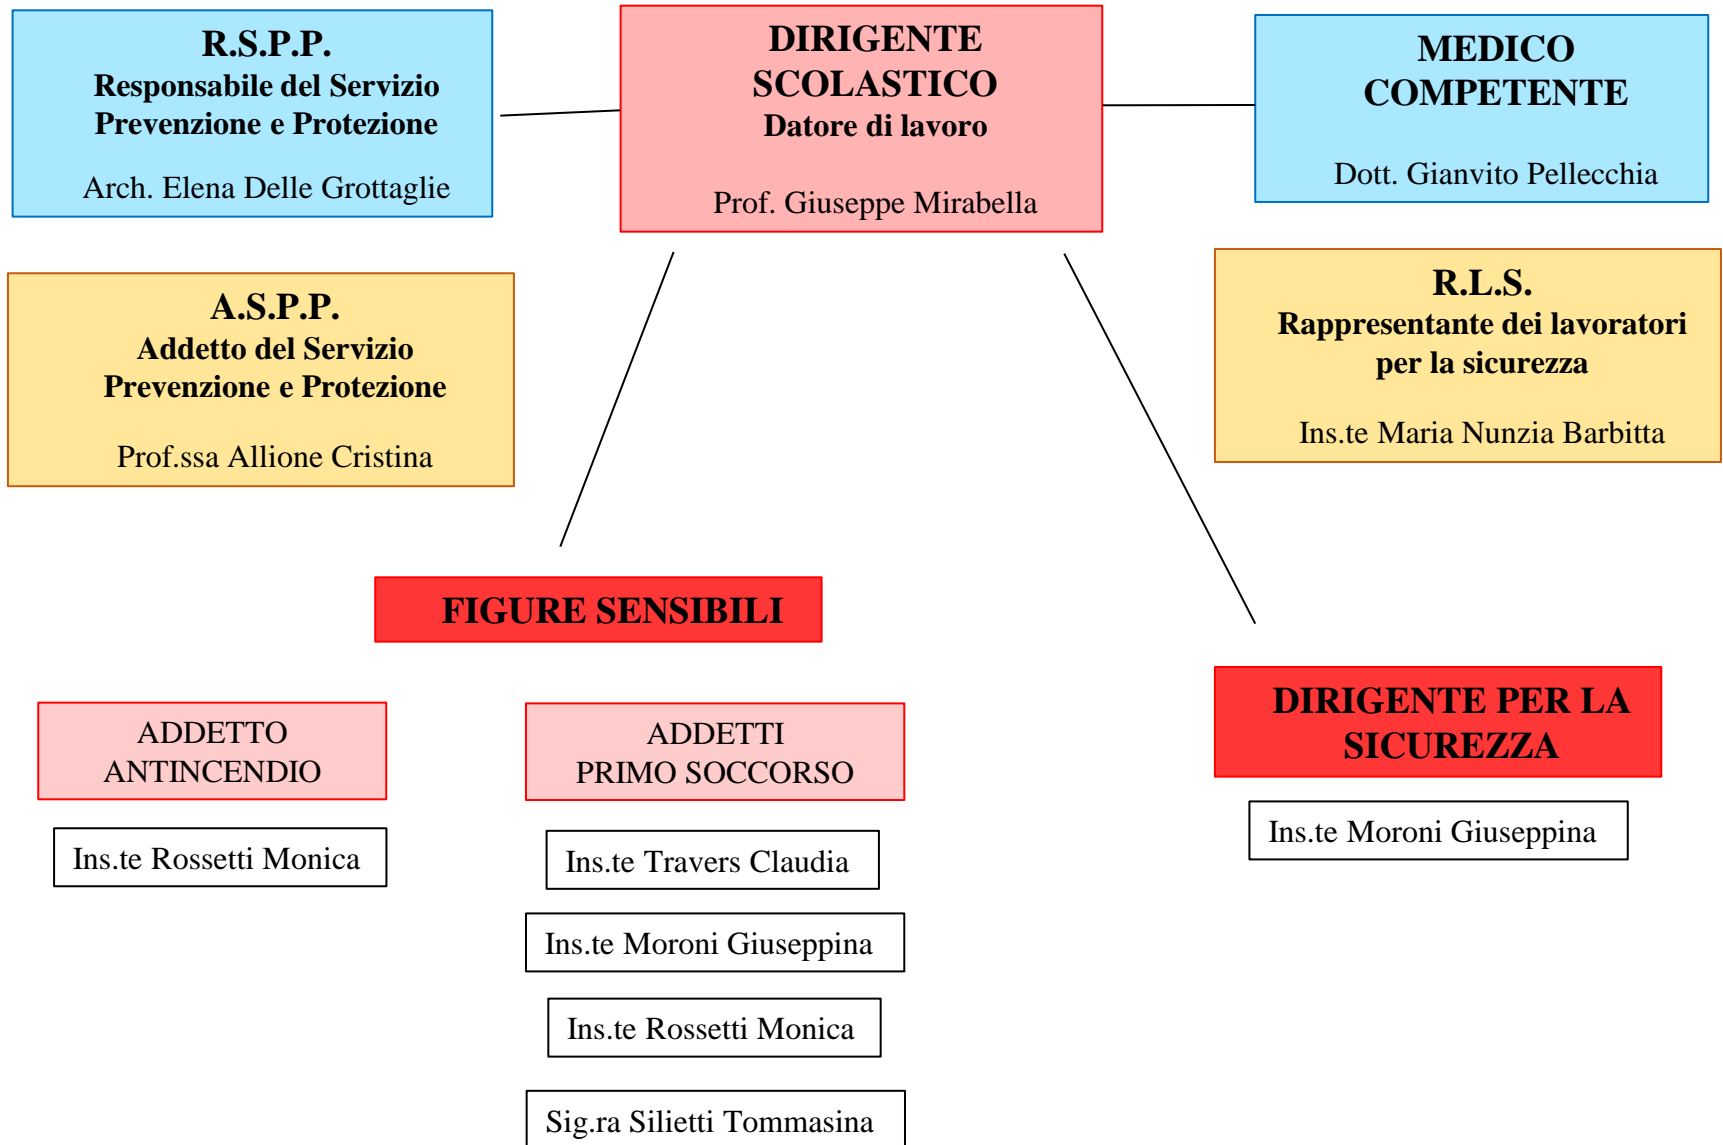 R.S.P.P.
Responsabile del Servizio
Prevenzione e Protezione
Arch. Elena Delle Grottaglie
DIRIGENTE
SCOLASTICO
Datore di lavoro
Prof. Giuseppe Mirabella
MEDICO
COMPETENTE
Dott. Gianvito Pellecchia
A.S.P.P.
Addetto del Servizio
Prevenzione e Protezione
Prof.ssa Allione Cristina
R.L.S.
Rappresentante dei lavoratori
per la sicurezza
Ins.te Maria Nunzia Barbitta
FIGURE SENSIBILI
ADDETTO
ANTINCENDIO
Ins.te Rossetti Monica
ADDETTI
PRIMO SOCCORSO
Ins.te Travers Claudia
Ins.te Moroni Giuseppina
Ins.te Rossetti Monica
Sig.ra Silietti Tommasina
DIRIGENTE PER LA
SICUREZZA
Ins.te Moroni Giuseppina